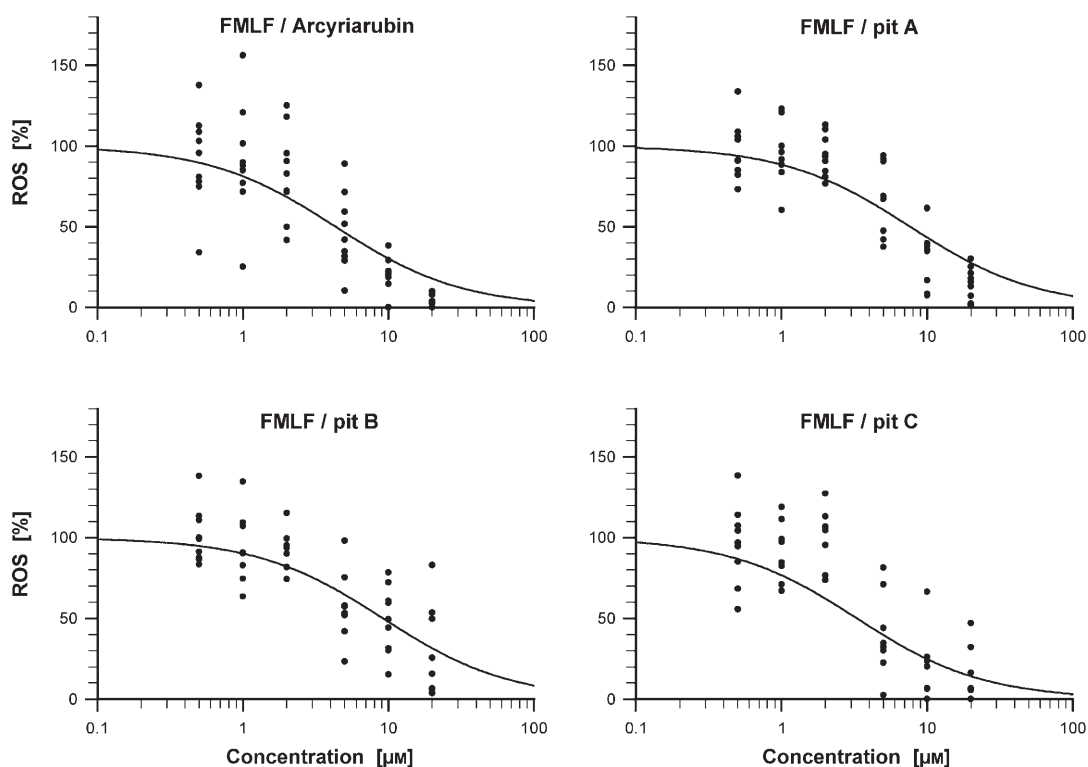 FMLF / Arcyriarubin
150
100
50
0
ROS [%]
0.1 1 10 100
FMLF / pit A
150
100
50
0
0.1 1 10 100
FMLF / pit B
150
100
50
0
ROS [%]
0.1 1 10 100
Concentration [µM]
FMLF / pit C
150
100
50
0
0.1 1 10 100
Concentration [µM]